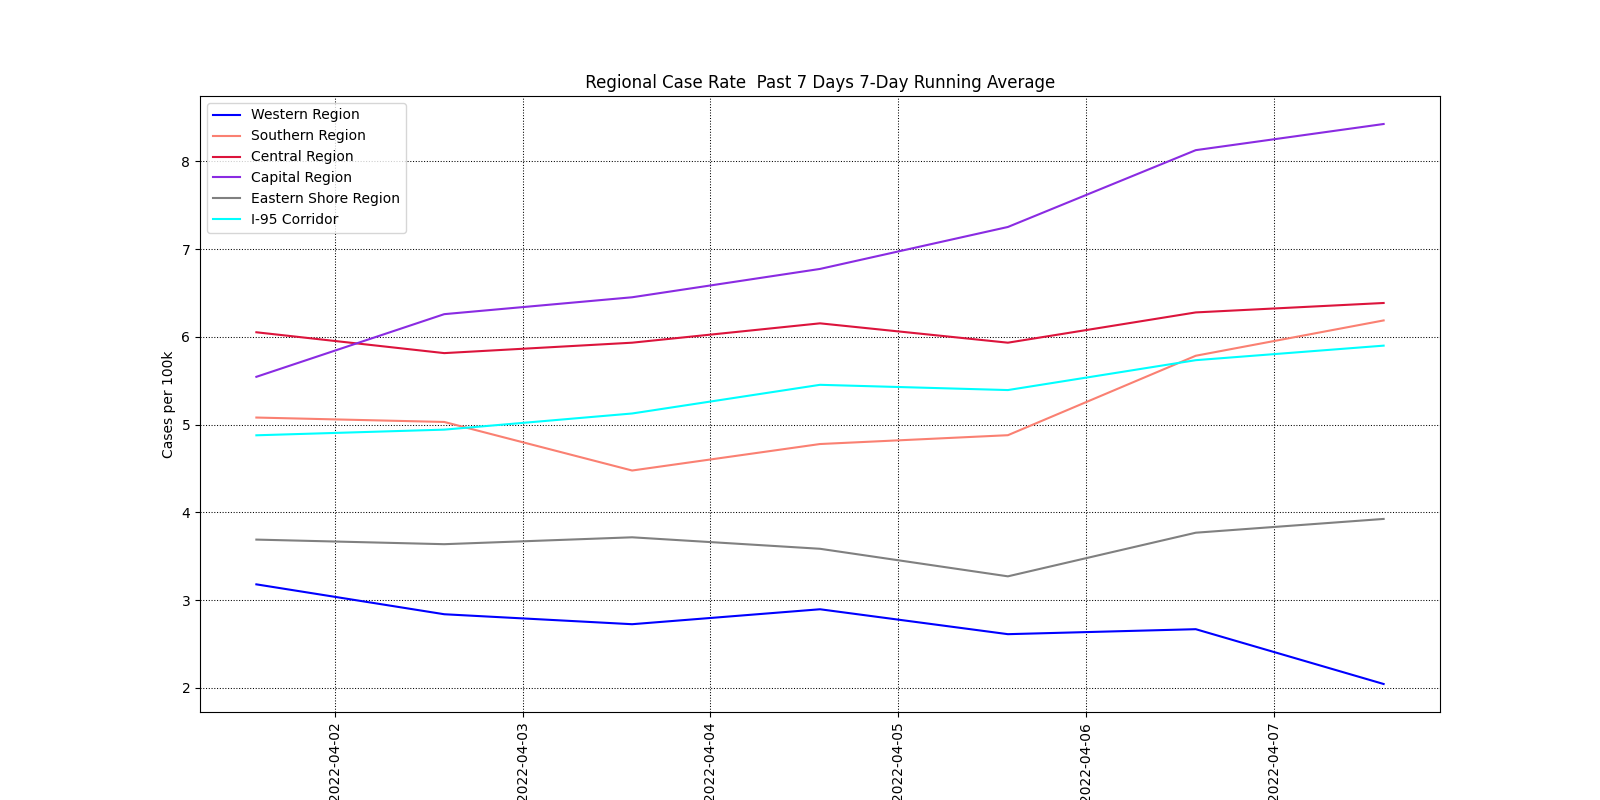 Regional Case Rate  Past 7 Days 7-Day Running Average
Western Region
Southern Region
Central Region
Capital Region
Eastern Shore Region
I-95 Corridor
Cases per 100k
8
7
6
5
4
3
2
2022-04-02
2022-04-03
2022-04-04
2022-04-05
2022-04-06
2022-04-07